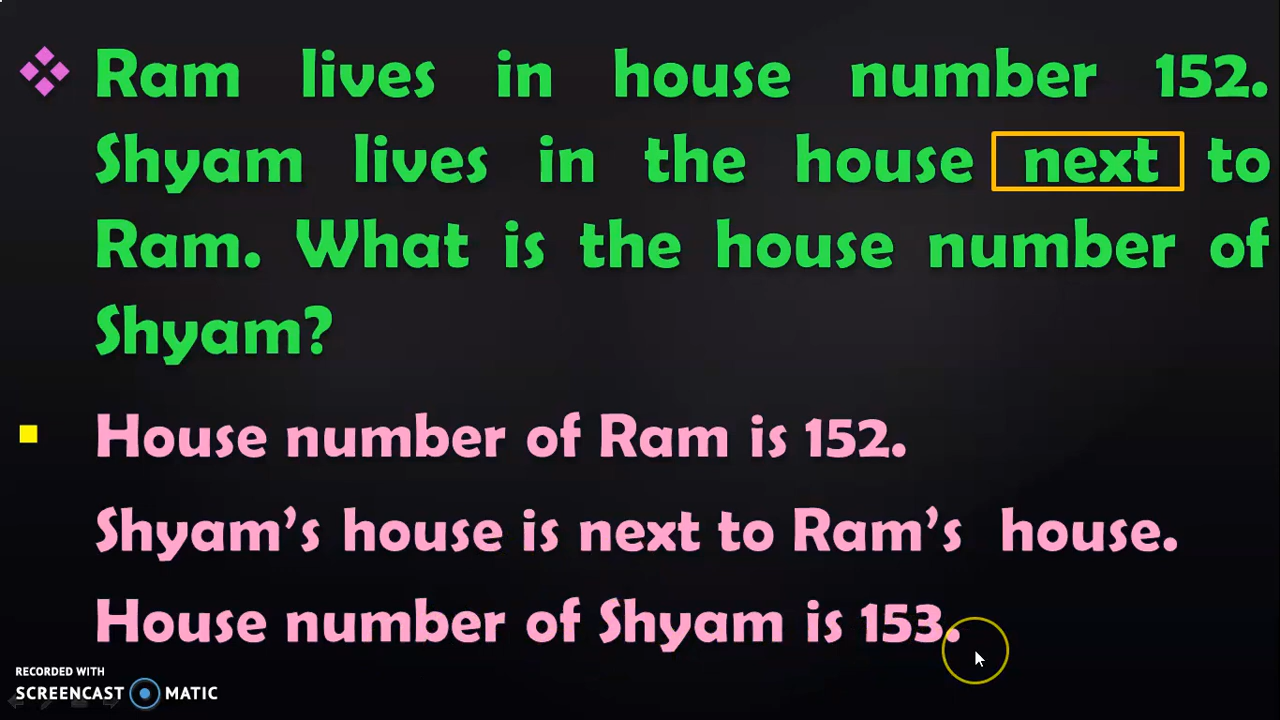 Ram lives in house number 152.
Shyam lives in the house next to
Ram. What is the house number of
Shyam?
House number of Ram is 152.
Shyam's house is next to Ram's house.
House number of Shyam is 153.
RECORDED WITH
SCREENCAST MATIC